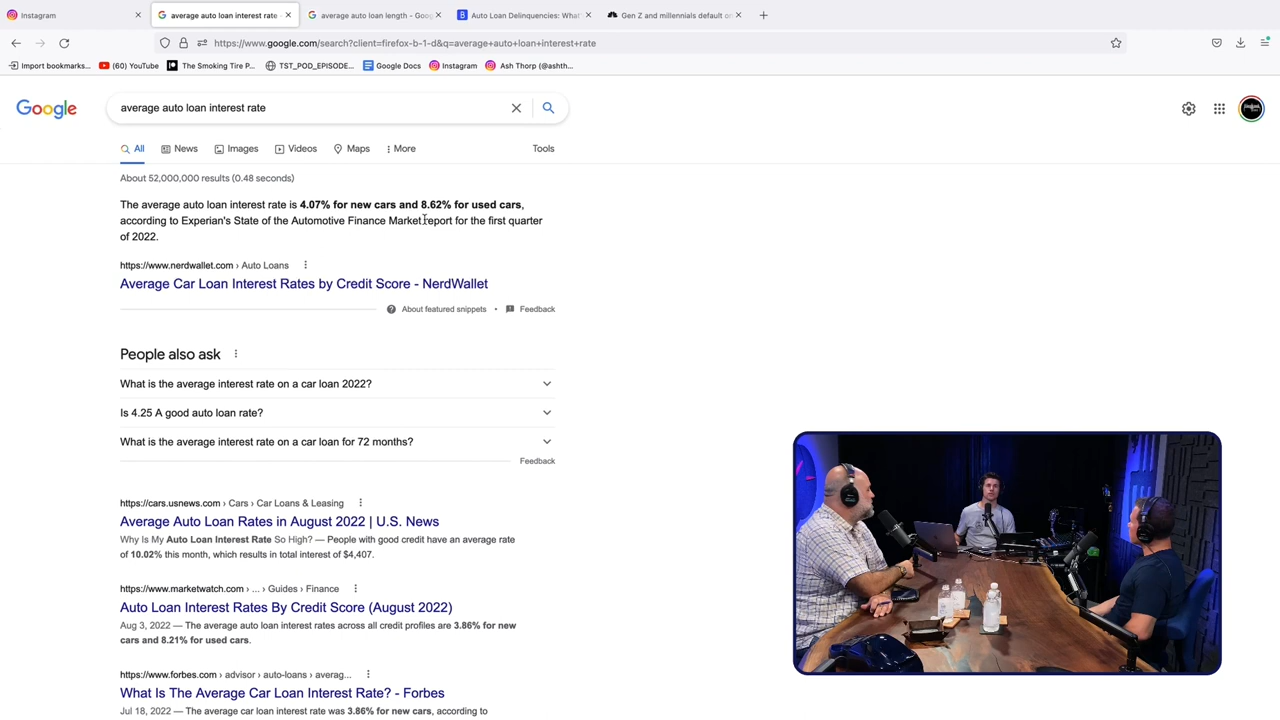 Instagram
average auto loan interest rate -
average auto loan length - Goog
Auto Loan Delinquencies: What'
Gen Z and millennials default o
https://www.google.com/search?client=firefox-b-1-d&q=average+auto+loan+interest+rate
Import bookmarks...
(60) YouTube
The Smoking Tire P...
TST_POD_EPISODE...
Google Docs
Instagram
Ash Thorp (@ashth...
Google
average auto loan interest rate
All
News
Images
Videos
Maps
More
Tools
About 52,000,000 results (0.48 seconds)
The average auto loan interest rate is 4.07% for new cars and 8.62% for used cars,
according to Experian's State of the Automotive Finance Market report for the first quarter
of 2022.
https://www.nerdwallet.com › Auto Loans
Average Car Loan Interest Rates by Credit Score - NerdWallet
About featured snippets • Feedback
People also ask
What is the average interest rate on a car loan 2022?
Is 4.25 A good auto loan rate?
What is the average interest rate on a car loan for 72 months?
Feedback
https://cars.usnews.com › Cars › Car Loans & Leasing
Average Auto Loan Rates in August 2022 | U.S. News
Why Is My Auto Loan Interest Rate So High? — People with good credit have an average rate
of 10.02% this month, which results in total interest of $4,407.
https://www.marketwatch.com › ... › Guides › Finance
Auto Loan Interest Rates By Credit Score (August 2022)
Aug 3, 2022 — The average auto loan interest rates across all credit profiles are 3.86% for new
cars and 8.21% for used cars.
https://www.forbes.com › advisor › auto-loans › averag...
What Is The Average Car Loan Interest Rate? - Forbes
Jul 18, 2022 — The average car loan interest rate was 3.86% for new cars, according to